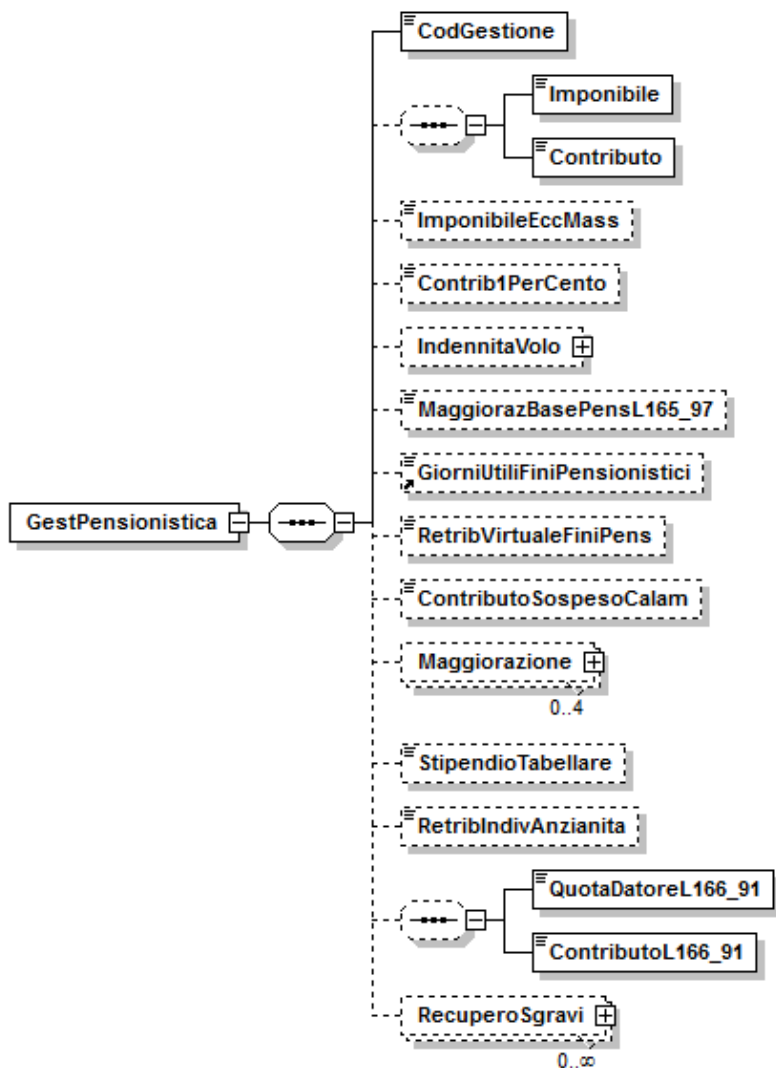 CodGestione
Imponibile
Contributo
ImponibileEccMass
Contrib1PerCento
IndennitaVolo
MaggiorazBasePensL165_97
GiorniUtiliFiniPensionistici
GestPensionistica
RetribVirtualeFiniPens
ContributoSospesoCalam
Maggiorazione
0..4
StipendioTabellare
RetribIndivAnzianita
QuotaDatoreL166_91
ContributoL166_91
RecuperoSgravi
0..∞